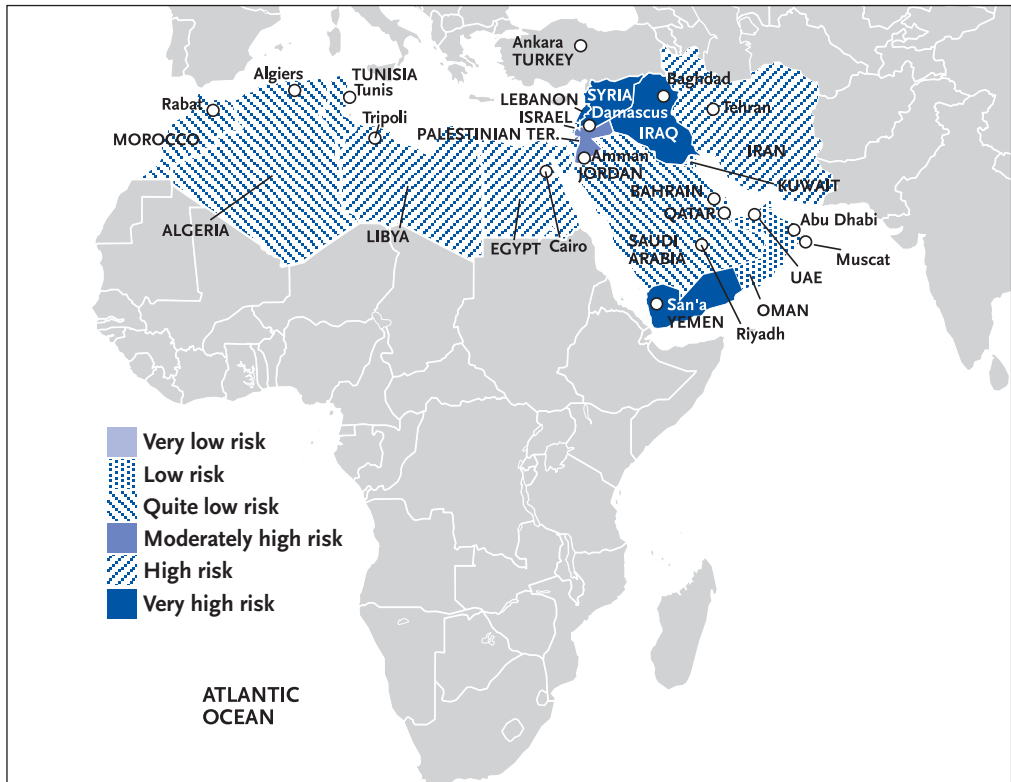 Ankara
TURKEY
Algiers
TUNISIA
Tunis
Rabat
Tripoli
MOROCCO
LEBANON
SYRIA
Baghdad
ISRAEL
Damascus
Tehran
PALESTINIAN TER.
IRAQ
IRAN
Amman
JORDAN
KUWAIT
BAHRAIN
QATAR
Abu Dhabi
ALGERIA
LIBYA
EGYPT
Cairo
SAUDI
ARABIA
Muscat
UAE
San'a
YEMEN
OMAN
Riyadh
Very low risk
Low risk
Quite low risk
Moderately high risk
High risk
Very high risk
ATLANTIC
OCEAN